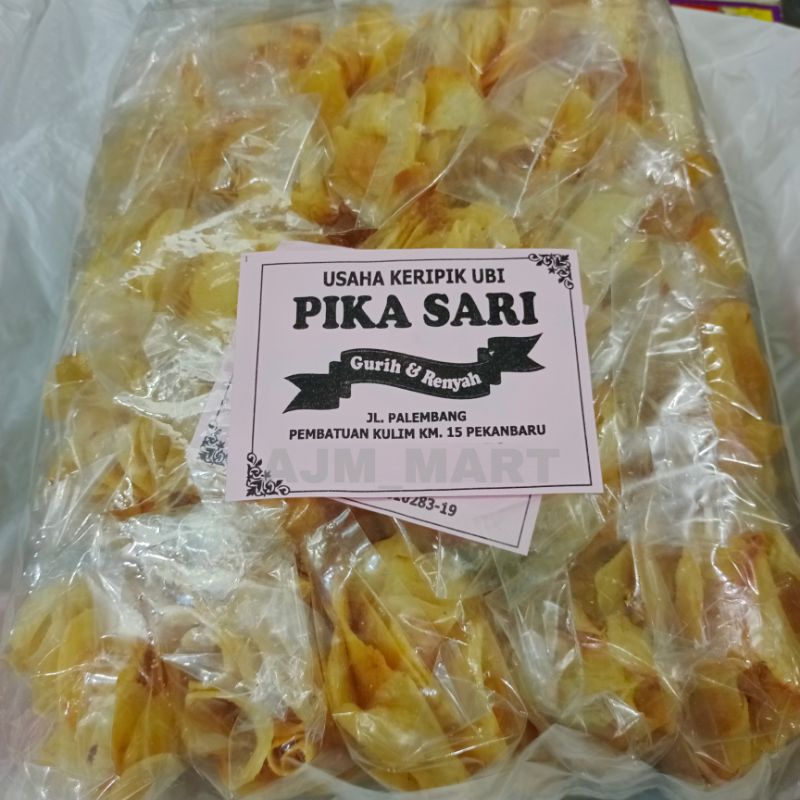 USAHA KERIPIK UBI
PIKA SARI
Gurih & Renyah
JL. PALEMBANG
PEMBATUAN KULIM KM. 15 PEKANBARU
AJM_MART
0283-19